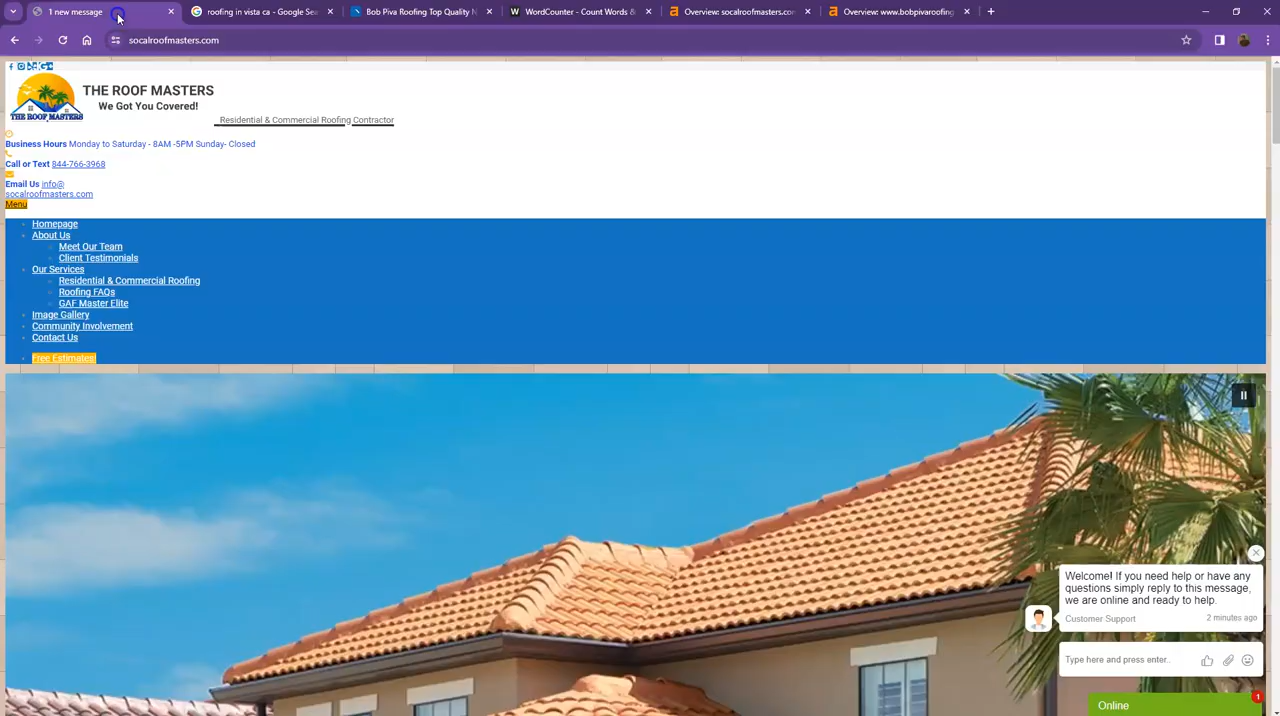 (1) new message
roofing in vista ca - Google Se
Bob Piva Roofing - Top Quality
WordCounter - Count Words &
Overview: socalroofmasters.com
Overview: www.bobpivaroofing
socalroofmasters.com
THE ROOF MASTERS
We Got You Covered!
THE ROOF MASTERS
Residential & Commercial Roofing Contractor
Business Hours Monday to Saturday - 8AM -5PM Sunday- Closed
Call or Text 844-766-3968
Email Us info@
socalroofmasters.com
Menu
Homepage
About Us
Meet Our Team
Client Testimonials
Our Services
Residential & Commercial Roofing
Roofing FAQs
GAF Master Elite
Image Gallery
Community Involvement
Contact Us
Free Estimates!
Welcome! If you need help or have any
questions simply reply to this message,
we are online and ready to help.
Customer Support 2 minutes ago
Type here and press enter..
Online 1